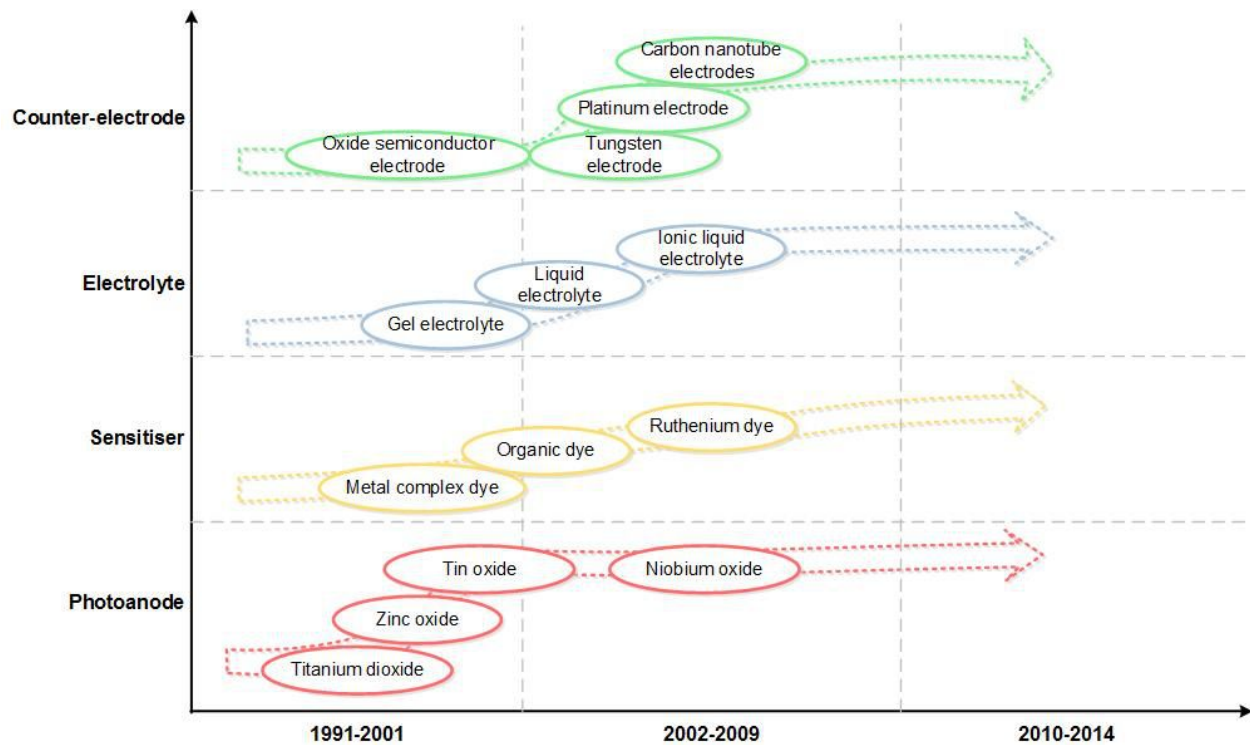 Carbon nanotube
electrodes
Counter-electrode
Platinum electrode
Oxide semiconductor
electrode
Tungsten
electrode
Ionic liquid
electrolyte
Electrolyte
Liquid
electrolyte
Gel electrolyte
Sensitiser
Ruthenium dye
Organic dye
Metal complex dye
Photoanode
Tin oxide
Niobium oxide
Zinc oxide
Titanium dioxide
1991-2001
2002-2009
2010-2014